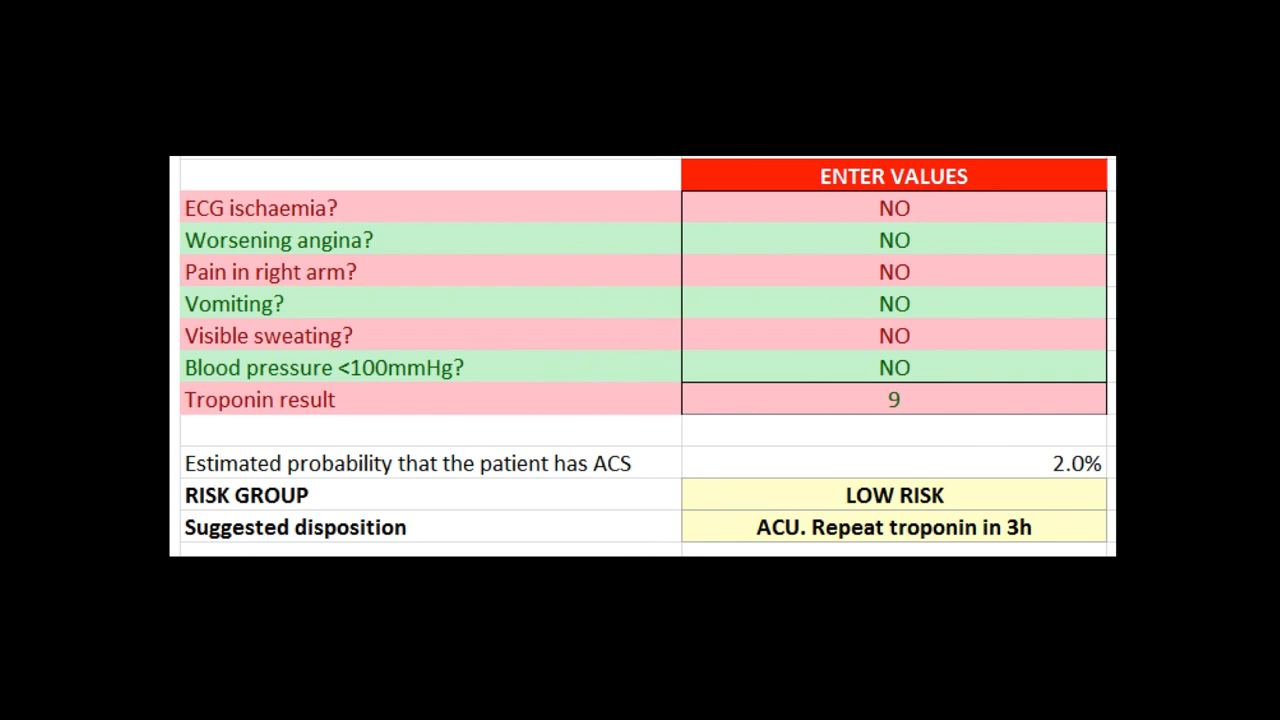 ENTER VALUES
ECG ischaemia? NO
Worsening angina? NO
Pain in right arm? NO
Vomiting? NO
Visible sweating? NO
Blood pressure <100mmHg? NO
Troponin result 9
Estimated probability that the patient has ACS 2.0%
RISK GROUP LOW RISK
Suggested disposition ACU. Repeat troponin in 3h